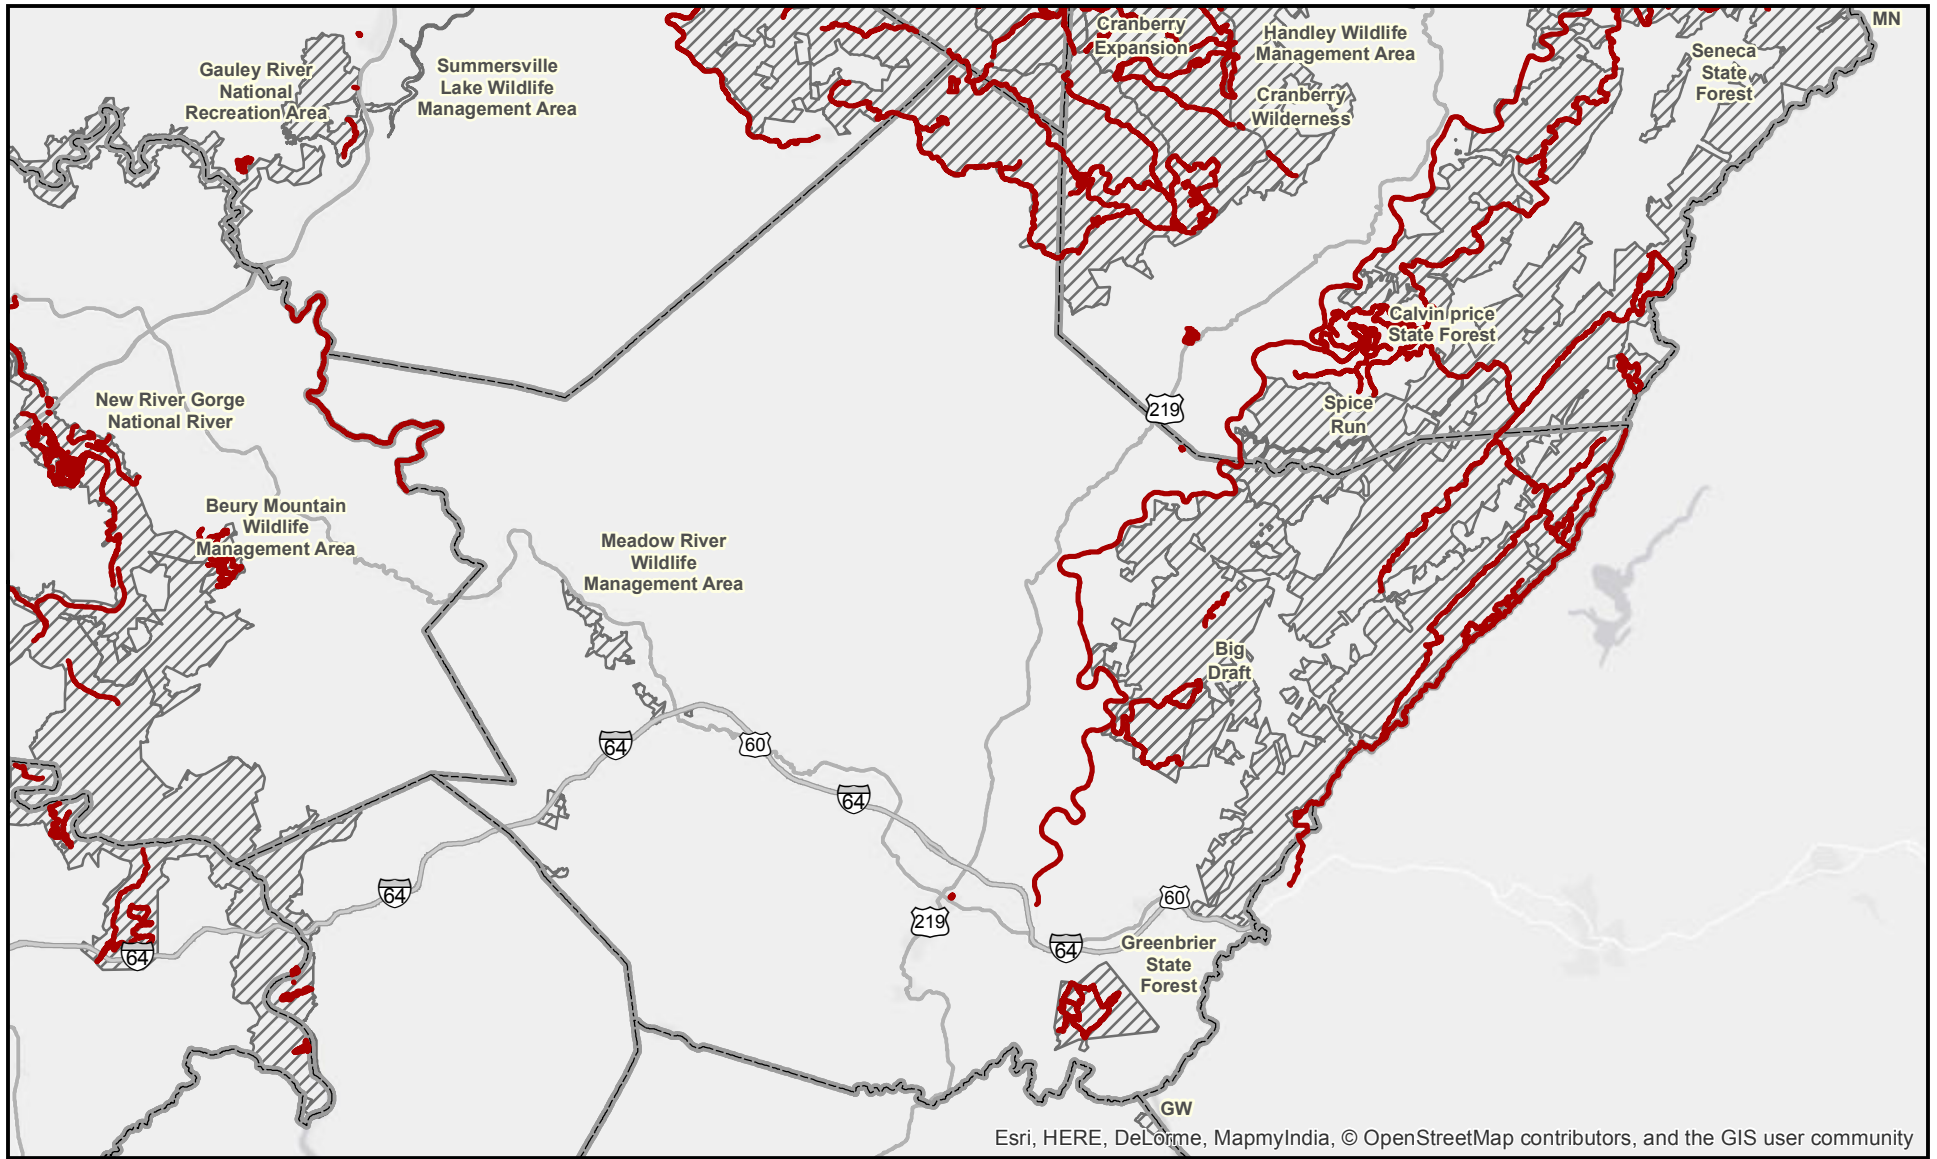 MN
Cranberry
Expansion
Handley Wildlife
Management Area
Seneca
State
Forest
Gauley River
National
Recreation Area
Summersville
Lake Wildlife
Management Area
Cranberry
Wilderness
Calvin price
State Forest
New River Gorge
National River
219
Spice
Run
Beury Mountain
Wildlife
Management Area
Meadow River
Wildlife
Management Area
Big
Draft
64
60
64
64
60
219
64
64
Greenbrier
State
Forest
GW
Esri, HERE, DeLorme, MapmyIndia, © OpenStreetMap contributors, and the GIS user community